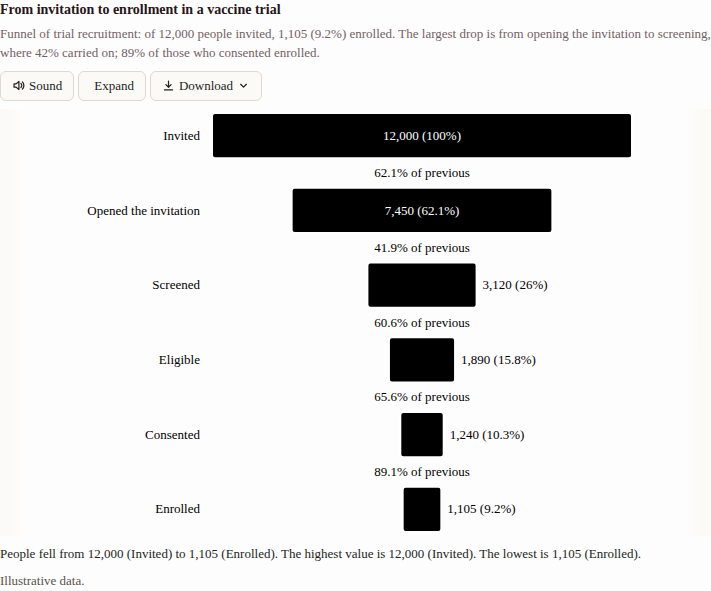 From invitation to enrollment in a vaccine trial
Funnel of trial recruitment: of 12,000 people invited, 1,105 (9.2%) enrolled. The largest drop is from opening the invitation to screening,
where 42% carried on; 89% of those who consented enrolled.
Sound Expand Download
Invited 12,000 (100%)
62.1% of previous
Opened the invitation 7,450 (62.1%)
41.9% of previous
Screened 3,120 (26%)
60.6% of previous
Eligible 1,890 (15.8%)
65.6% of previous
Consented 1,240 (10.3%)
89.1% of previous
Enrolled 1,105 (9.2%)
People fell from 12,000 (Invited) to 1,105 (Enrolled). The highest value is 12,000 (Invited). The lowest is 1,105 (Enrolled).
Illustrative data.